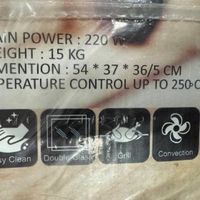 AIN POWER : 220 W
EIGHT : 15 KG
MENTION : 54 * 37 * 36/5 CM
PERATURE CONTROL UP TO 250°C
sy Clean
Double Glass
Grill
Convection